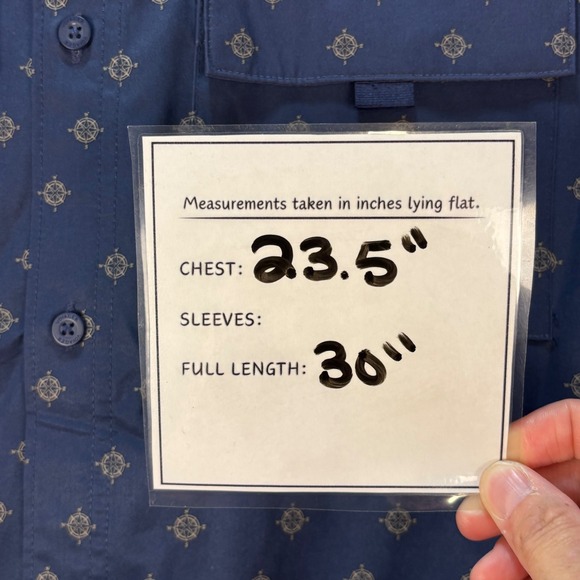 Measurements taken in inches lying flat.
CHEST: 23.5"
SLEEVES:
FULL LENGTH: 30"